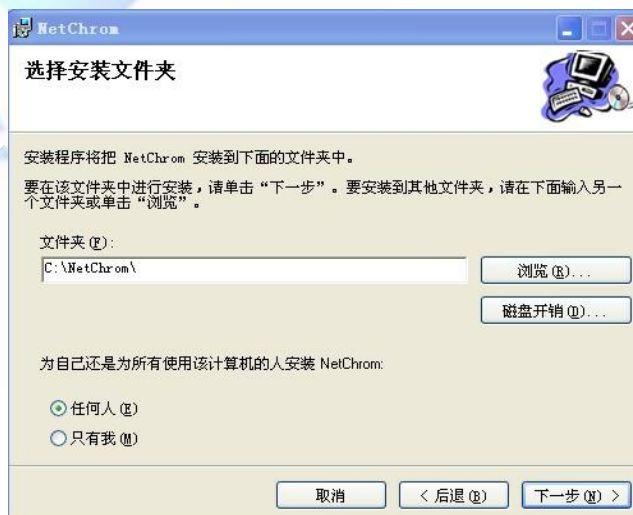 NetChrom
选择安装文件夹
安装程序将把 NetChrom 安装到下面的文件夹中。
要在该文件夹中进行安装，请单击“下一步”。要安装到其他文件夹，请在下面输入另一
个文件夹或单击“浏览”。
文件夹(F):
C:\NetChrom\
浏览(R)...
磁盘开销(D)...
为自己还是为所有使用该计算机的人安装 NetChrom:
任何人(E)
只有我(M)
取消
< 后退(B)
下一步(N) >